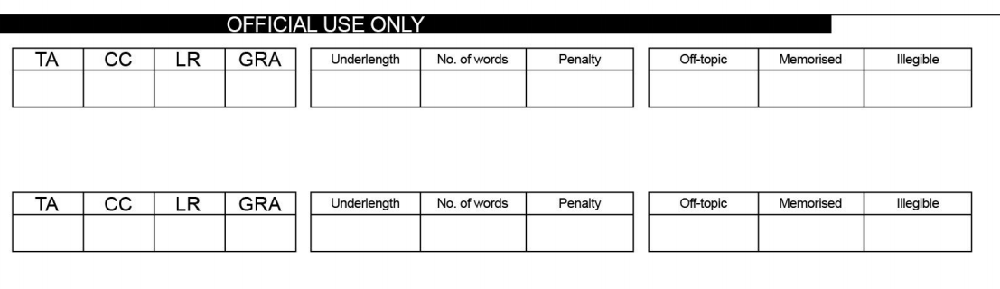 OFFICIAL USE ONLY
TA CC LR GRA Underlength No. of words Penalty Off-topic Memorised Illegible
TA CC LR GRA Underlength No. of words Penalty Off-topic Memorised Illegible